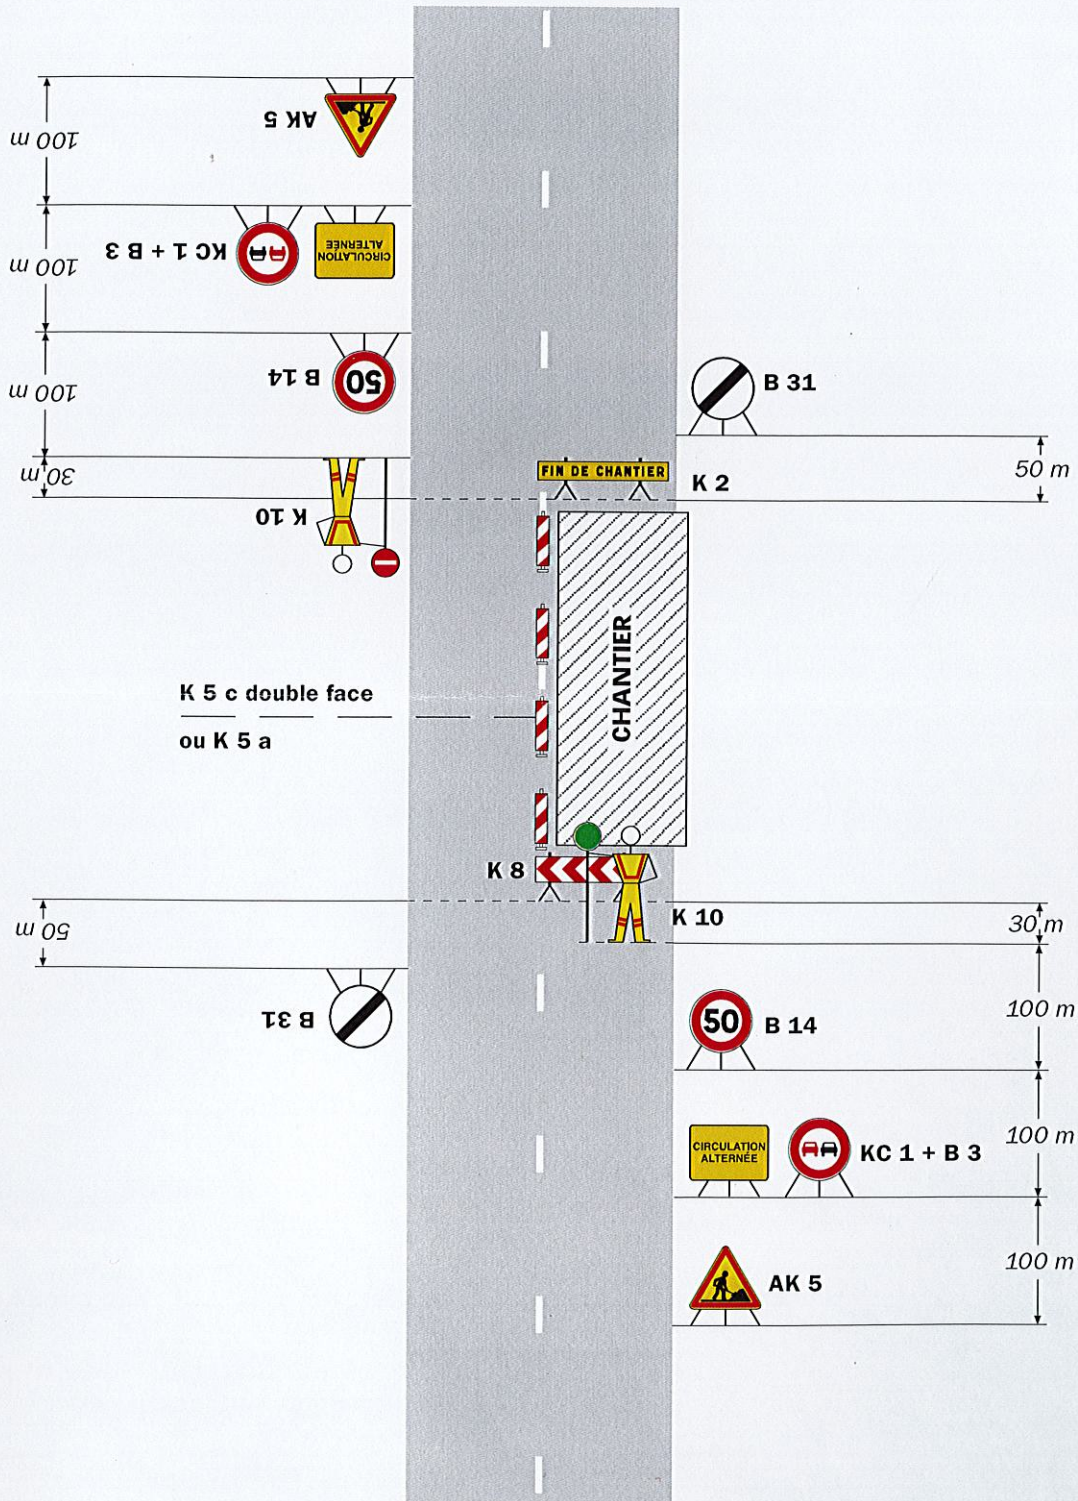 100 m
AK 5
100 m
KC 1 + B 3
CIRCULATION
ALTERNÉE
100 m
B 14
50
B 31
50 m
30 m
K 10
FIN DE CHANTIER
K 2
CHANTIER
K 5 c double face
ou K 5 a
K 8
K 10
30 m
50 m
B 31
50
B 14
100 m
CIRCULATION
ALTERNÉE
KC 1 + B 3
100 m
AK 5
100 m